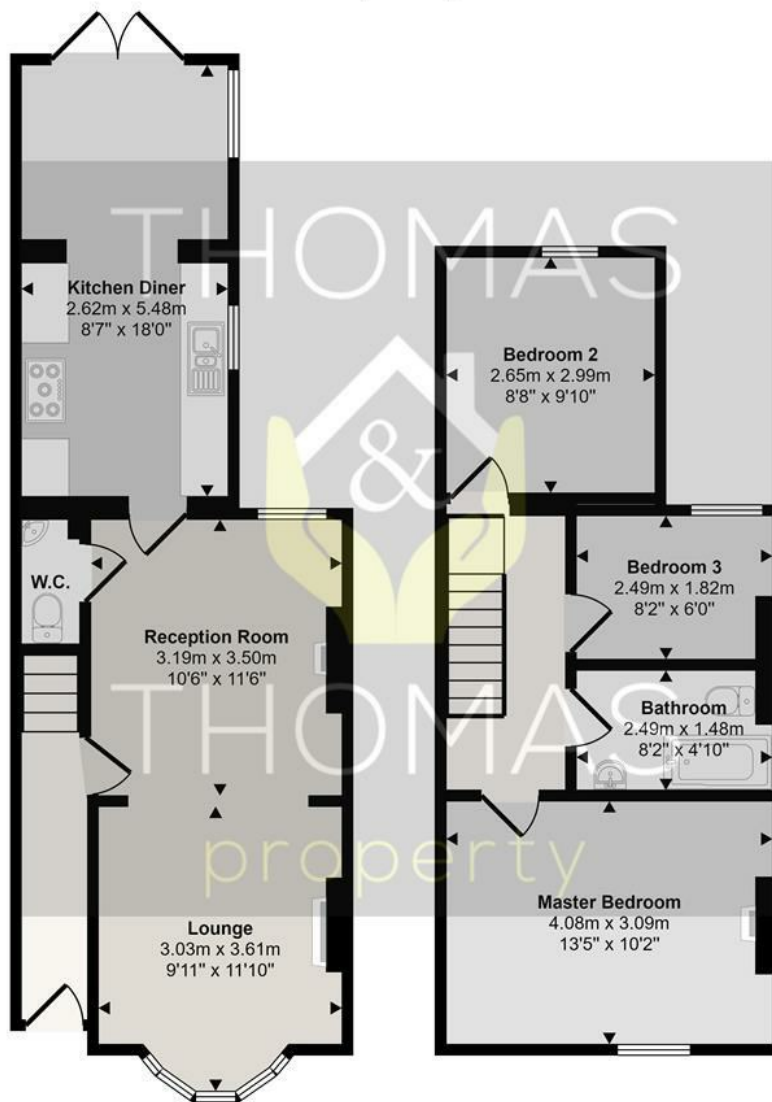 THOMAS
&
THOMAS
property
Kitchen Diner
2.62m x 5.48m
8'7" x 18'0"
W.C.
Reception Room
3.19m x 3.50m
10'6" x 11'6"
Lounge
3.03m x 3.61m
9'11" x 11'10"
Bedroom 2
2.65m x 2.99m
8'8" x 9'10"
Bedroom 3
2.49m x 1.82m
8'2" x 6'0"
Bathroom
2.49m x 1.48m
8'2" x 4'10"
Master Bedroom
4.08m x 3.09m
13'5" x 10'2"